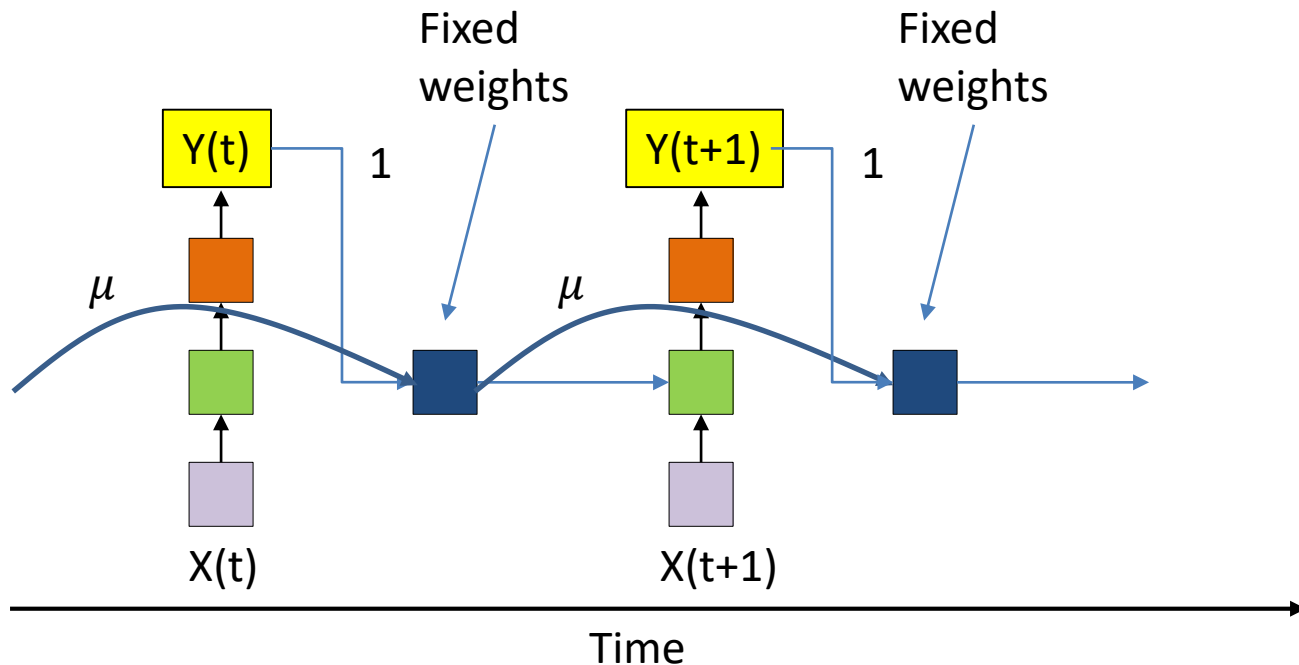 Fixed
weights
Fixed
weights
Y(t)
1
Y(t+1)
1
μ
μ
X(t)
X(t+1)
Time